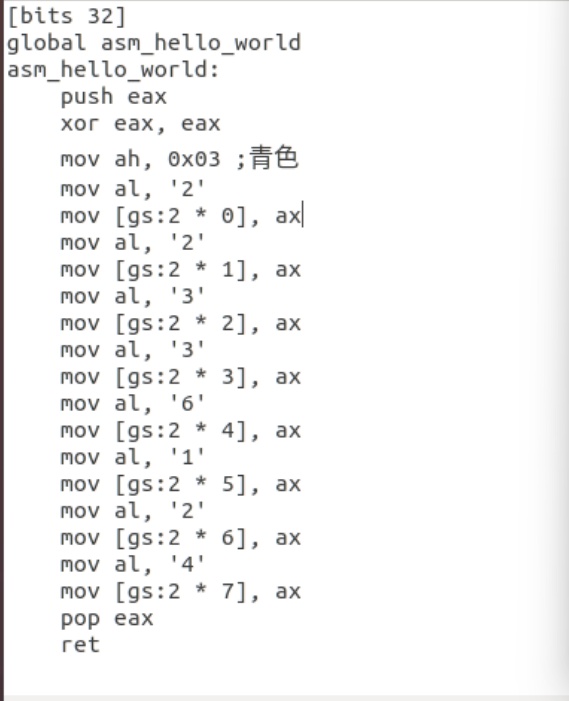 [bits 32]
global asm_hello_world
asm_hello_world:
    push eax
    xor eax, eax
    mov ah, 0x03 ;青色
    mov al, '2'
    mov [gs:2 * 0], ax
    mov al, '2'
    mov [gs:2 * 1], ax
    mov al, '3'
    mov [gs:2 * 2], ax
    mov al, '3'
    mov [gs:2 * 3], ax
    mov al, '6'
    mov [gs:2 * 4], ax
    mov al, '1'
    mov [gs:2 * 5], ax
    mov al, '2'
    mov [gs:2 * 6], ax
    mov al, '4'
    mov [gs:2 * 7], ax
    pop eax
    ret